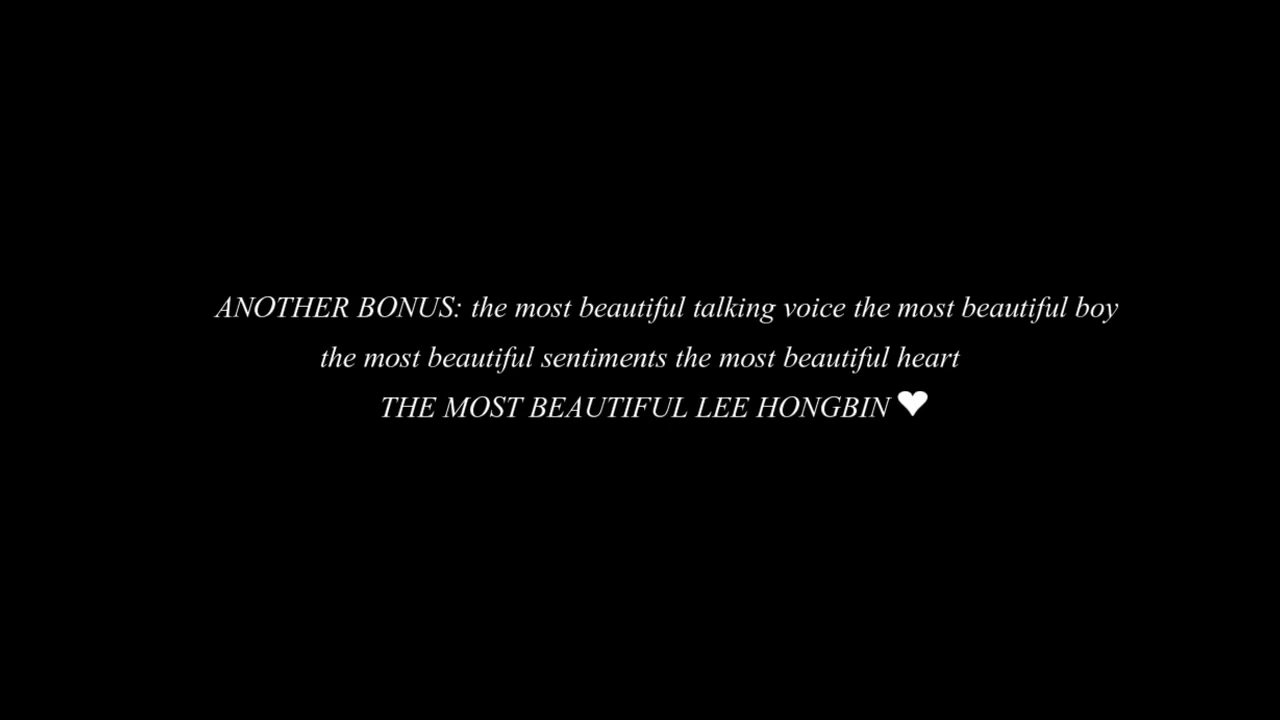 ANOTHER BONUS: the most beautiful talking voice the most beautiful boy
the most beautiful sentiments the most beautiful heart
THE MOST BEAUTIFUL LEE HONGBIN ♥